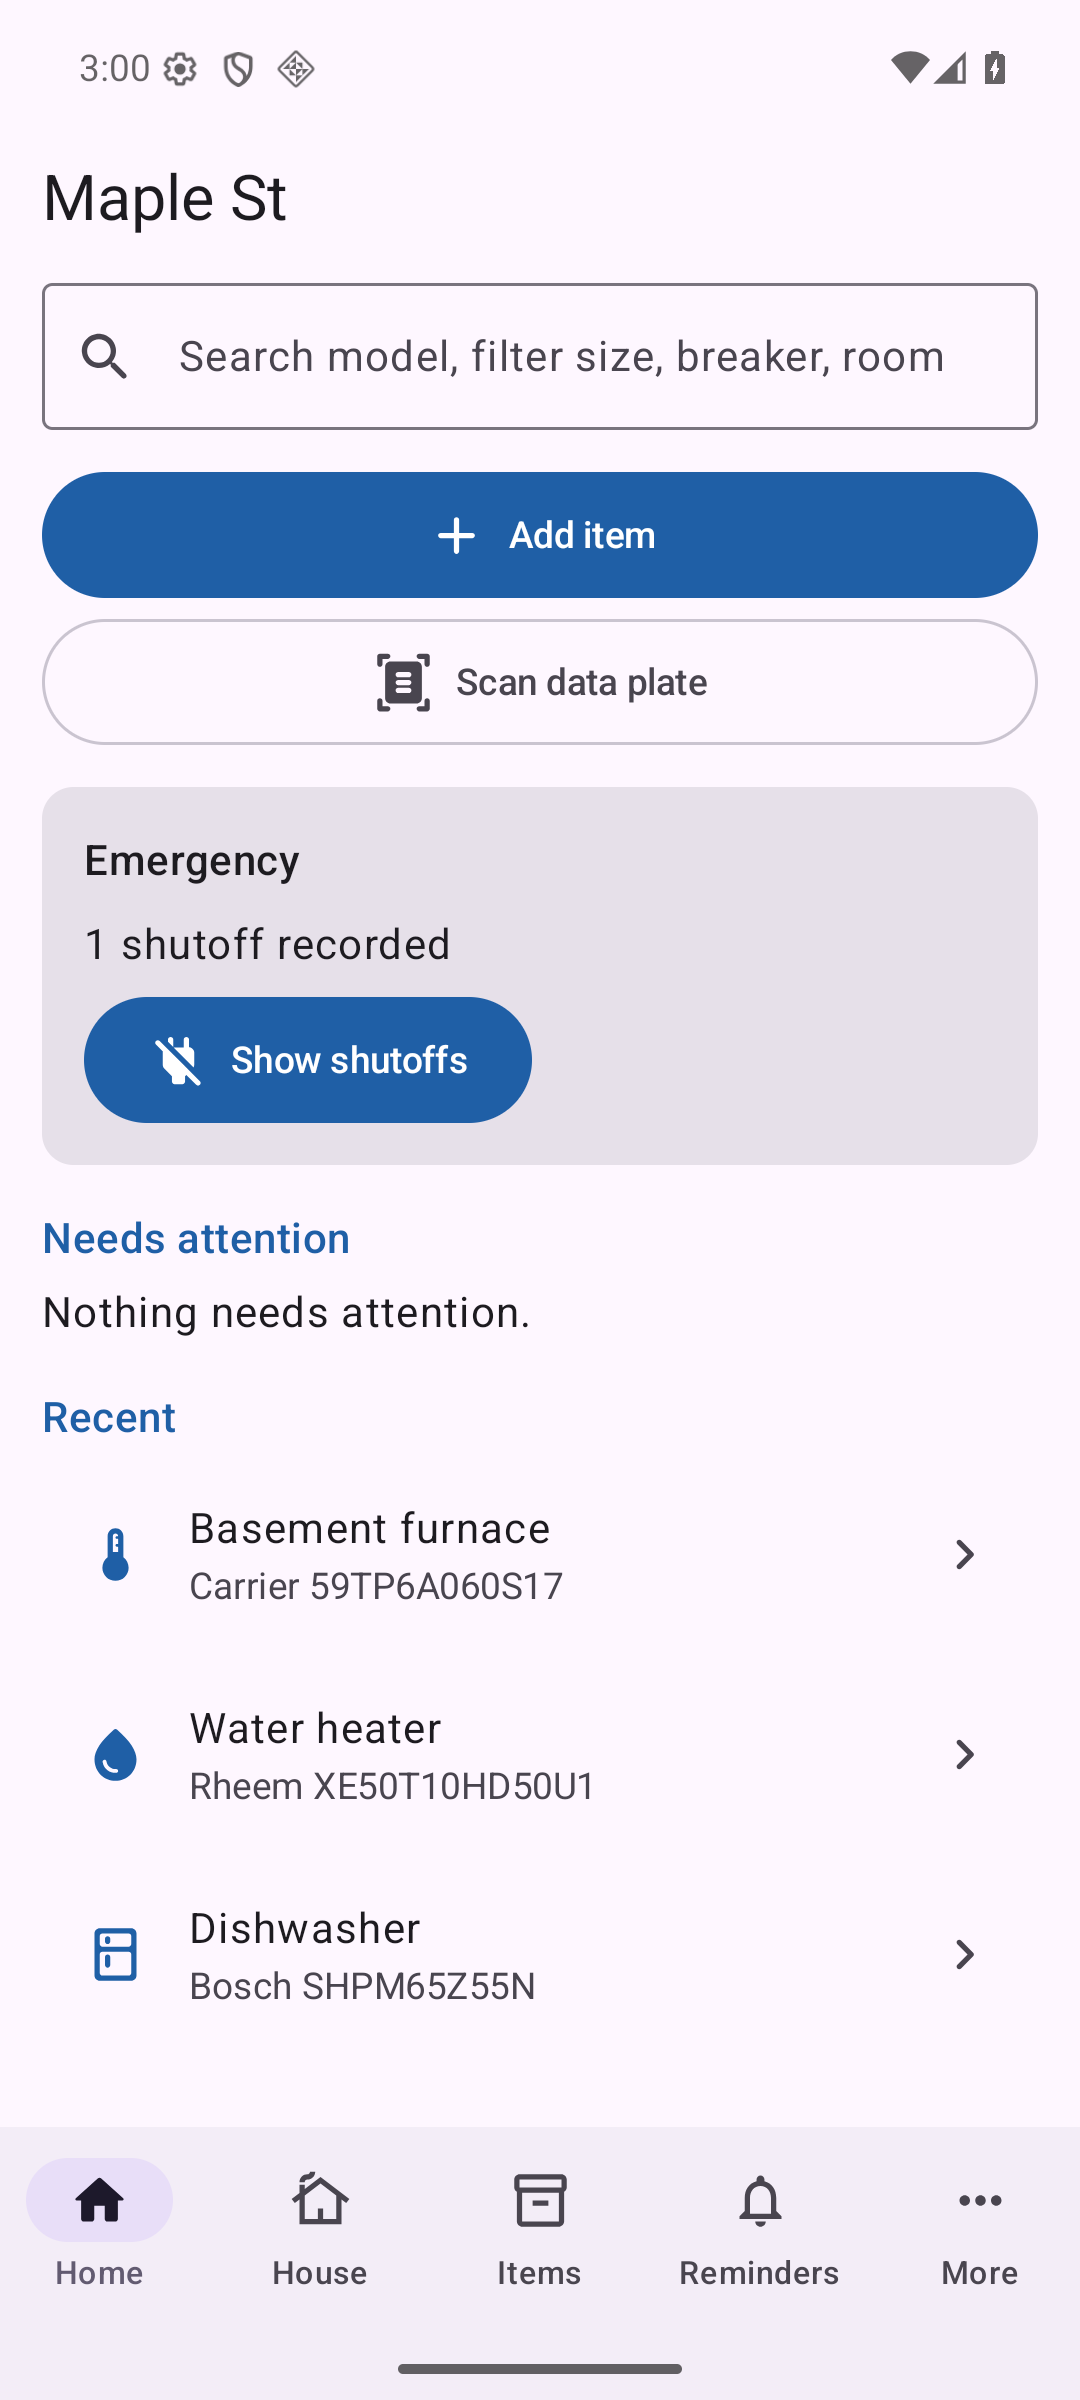 3:00
Maple St
Search model, filter size, breaker, room
Add item
Scan data plate
Emergency
1 shutoff recorded
Show shutoffs
Needs attention
Nothing needs attention.
Recent
Basement furnace
Carrier 59TP6A060S17
Water heater
Rheem XE50T10HD50U1
Dishwasher
Bosch SHPM65Z55N
Home House Items Reminders More